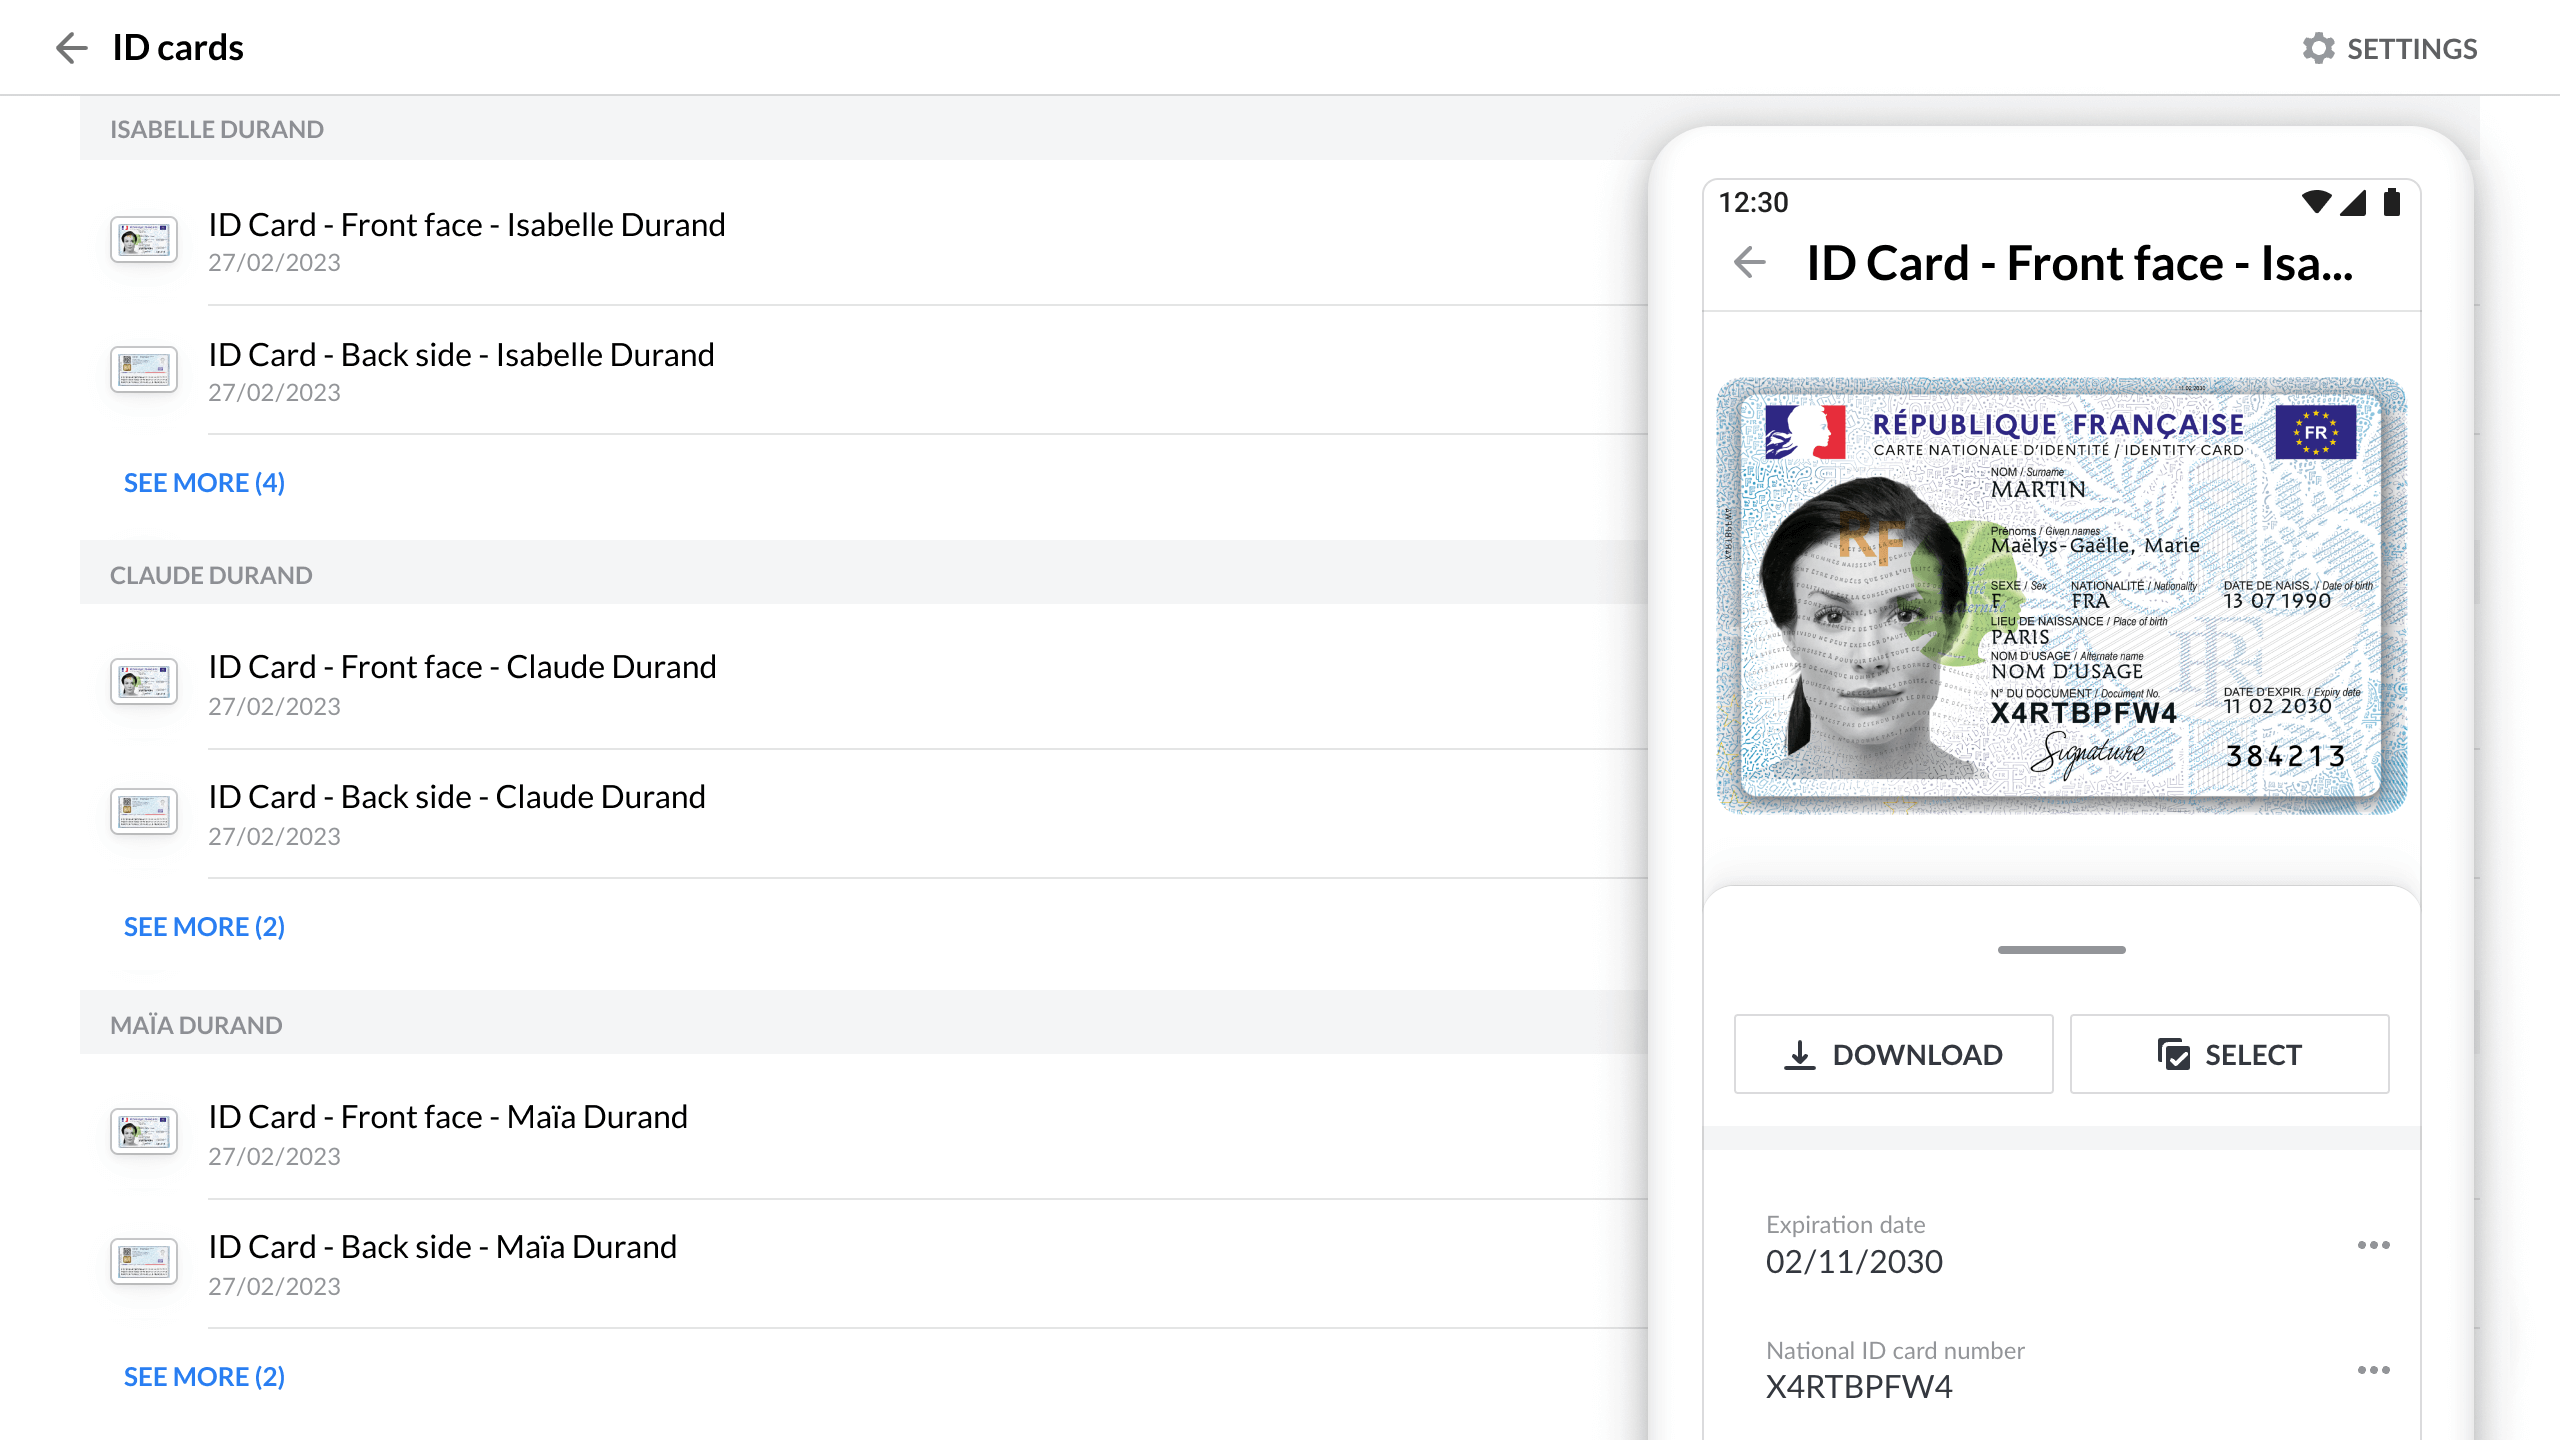 ID cards
SETTINGS
ISABELLE DURAND
ID Card - Front face - Isabelle Durand
27/02/2023
ID Card - Back side - Isabelle Durand
27/02/2023
SEE MORE (4)
CLAUDE DURAND
ID Card - Front face - Claude Durand
27/02/2023
ID Card - Back side - Claude Durand
27/02/2023
SEE MORE (2)
MAÏA DURAND
ID Card - Front face - Maïa Durand
27/02/2023
ID Card - Back side - Maïa Durand
27/02/2023
SEE MORE (2)
12:30
ID Card - Front face - Isa...
RÉPUBLIQUE FRANÇAISE
FR
CARTE NATIONALE D'IDENTITÉ / IDENTITY CARD
NOM / Surname
MARTIN
Prénoms / Given names
Maëlys-Gaëlle, Marie
RF
SEXE / Sex NATIONALITÉ / Nationality DATE DE NAISS. / Date of birth
F FRA 13 07 1990
LIEU DE NAISSANCE / Place of birth
PARIS
NOM D'USAGE / Alternate name
NOM D'USAGE
N° DU DOCUMENT / Document No. DATE D'EXPIR. / Expiry date
X4RTBPFW4 11 02 2030
Signature 384213
DOWNLOAD
SELECT
Expiration date
02/11/2030
National ID card number
X4RTBPFW4